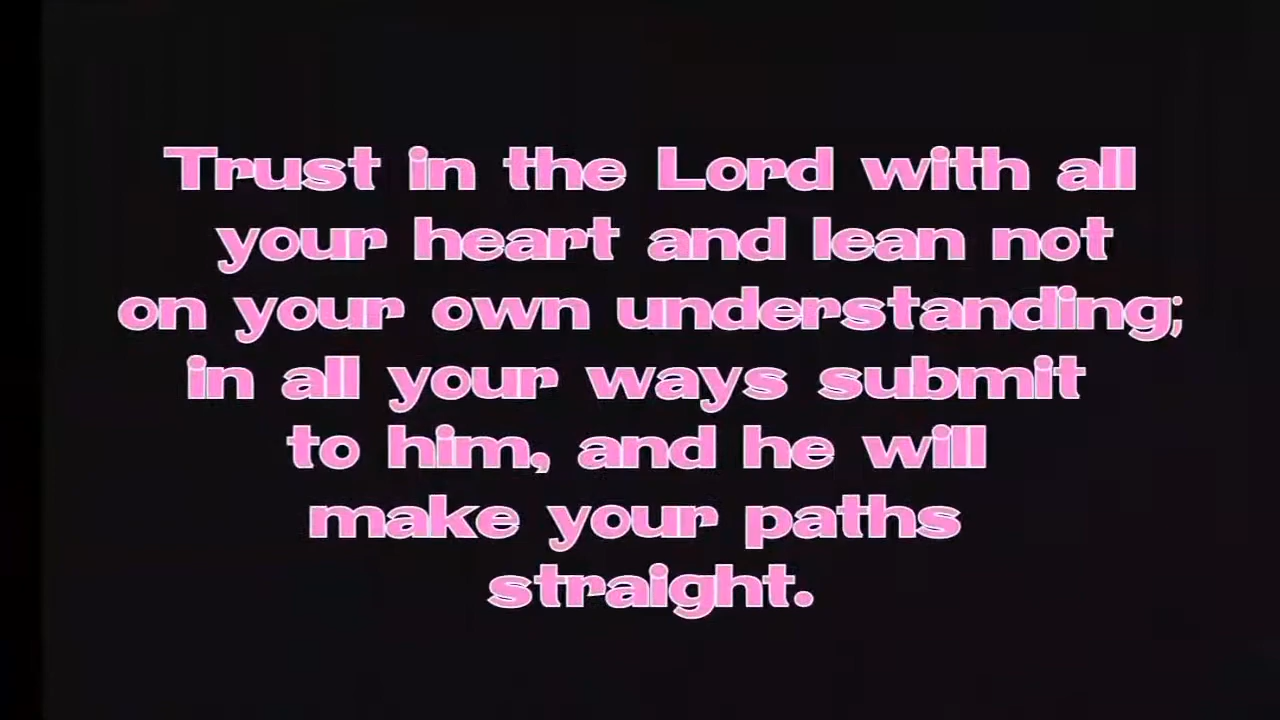 Trust in the Lord with all
your heart and lean not
on your own understanding;
in all your ways submit
to him, and he will
make your paths
straight.